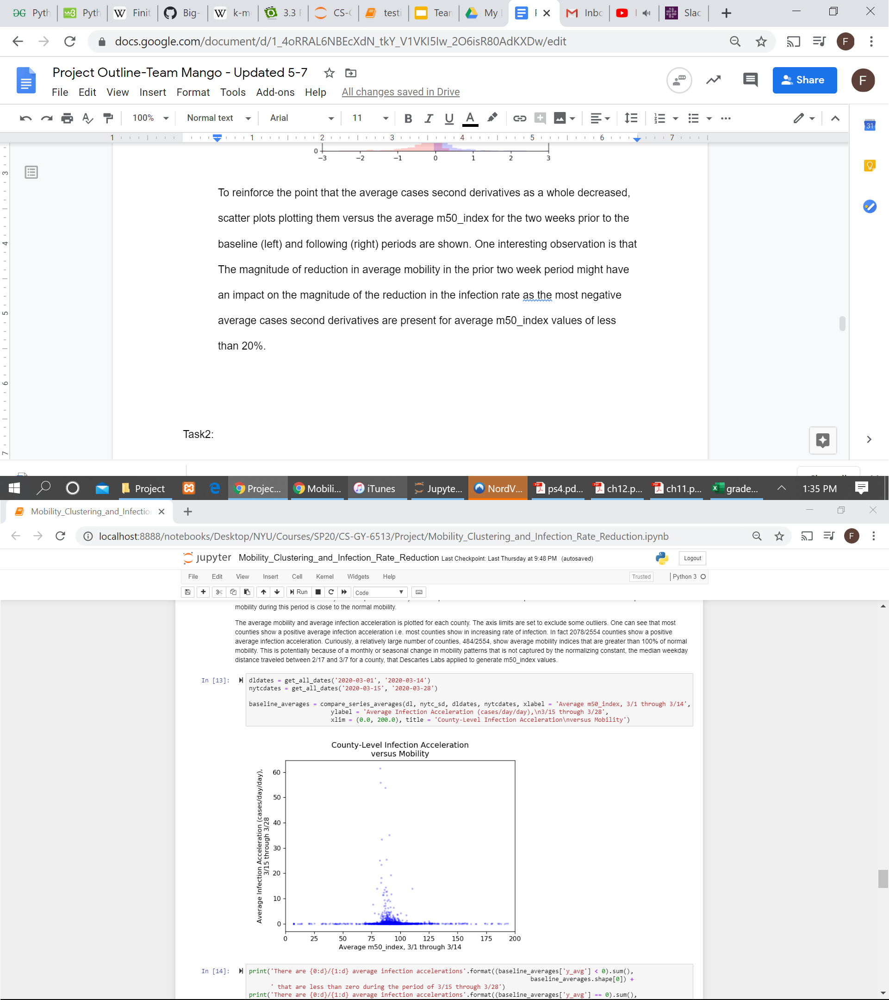 Pyth
Pyth
Finit
Big-
k-m
3.3
CS-
testi
Tear
My
Inbc
Slac
docs.google.com/document/d/1_4oRRAL6NBEcXdN_tkY_V1VKI5Iw_2O6isR80AdKXDw/edit
F
Project Outline-Team Mango - Updated 5-7
Share
F
File Edit View Insert Format Tools Add-ons Help All changes saved in Drive
100% Normal text Arial 11 B I U A
1 1 2 3 4 5 6 7
31
0
-3 -2 -1 0 1 2 3
3
To reinforce the point that the average cases second derivatives as a whole decreased,
scatter plots plotting them versus the average m50_index for the two weeks prior to the
4
baseline (left) and following (right) periods are shown. One interesting observation is that
The magnitude of reduction in average mobility in the prior two week period might have
an impact on the magnitude of the reduction in the infection rate as the most negative
5
average cases second derivatives are present for average m50_index values of less
than 20%.
6
Task2:
7
Project
Projec...
Mobili...
iTunes
Jupyte...
NordV...
ps4.pd...
ch12.p...
ch11.p...
grade...
1:35 PM
Mobility_Clustering_and_Infectio
localhost:8888/notebooks/Desktop/NYU/Courses/SP20/CS-GY-6513/Project/Mobility_Clustering_and_Infection_Rate_Reduction.ipynb
F
jupyter Mobility_Clustering_and_Infection_Rate_Reduction Last Checkpoint: Last Thursday at 9:48 PM (autosaved)
Logout
File Edit View Insert Cell Kernel Widgets Help
Trusted
Python 3
Run
Code
mobility during this period is close to the normal mobility.
The average mobility and average infection acceleration is plotted for each county. The axis limits are set to exclude some outliers. One can see that most
counties show a positive average infection acceleration i.e. most counties show in increasing rate of infection. In fact 2078/2554 counties show a positive
average infection acceleration. Curiously, a relatively large number of counties, 484/2554, show average mobility indices that are greater than 100% of normal
mobility. This is potentially because of a monthly or seasonal change in mobility patterns that is not captured by the normalizing constant, the median weekday
distance traveled between 2/17 and 3/7 for a county, that Descartes Labs applied to generate m50_index values.
In [13]:
dldates = get_all_dates('2020-03-01', '2020-03-14')
nytcdates = get_all_dates('2020-03-15', '2020-03-28')
baseline_averages = compare_series_averages(dl, nytc_sd, dldates, nytcdates, xlabel = 'Average m50_index, 3/1 through 3/14',
ylabel = 'Average Infection Acceleration (cases/day/day),\n3/15 through 3/28',
xlim = (0.0, 200.0), title = 'County-Level Infection Acceleration\nversus Mobility')
County-Level Infection Acceleration
versus Mobility
Average Infection Acceleration (cases/day/day),
3/15 through 3/28
60
50
40
30
20
10
0
0 25 50 75 100 125 150 175 200
Average m50_index, 3/1 through 3/14
In [14]:
print('There are {0:d}/{1:d} average infection accelerations'.format((baseline_averages['y_avg'] < 0).sum(),
baseline_averages.shape[0]) +
' that are less than zero during the period of 3/15 through 3/28')
print('There are {0:d}/{1:d} average infection accelerations'.format((baseline_averages['y_avg'] == 0).sum(),